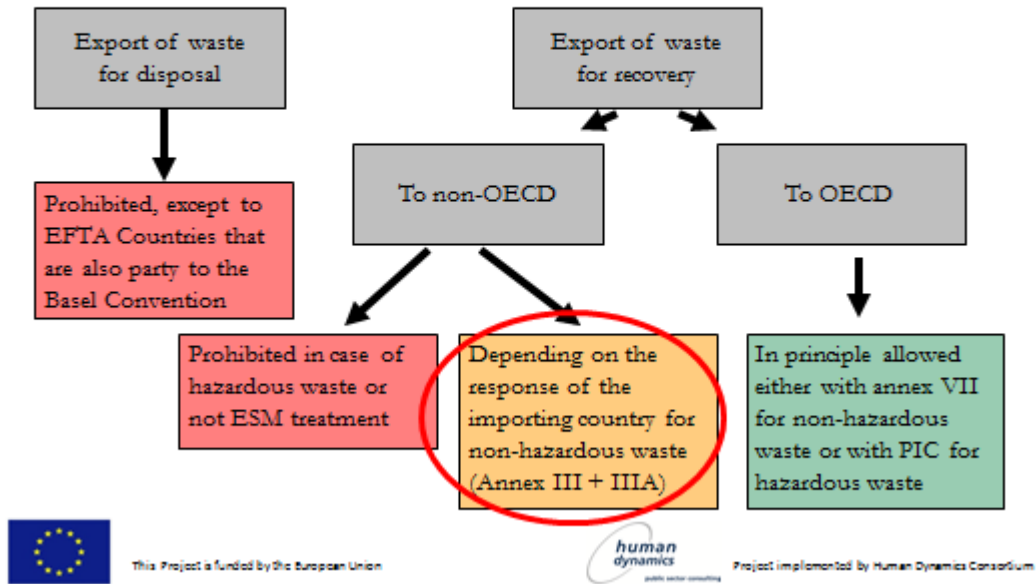 Export of waste
for disposal
Export of waste
for recovery
To non-OECD
To OECD
Prohibited, except to
EFTA Countries that
are also party to the
Basel Convention
Prohibited in case of
hazardous waste or
not ESM treatment
Depending on the
response of the
importing country for
non-hazardous waste
(Annex III + IIIA)
In principle allowed
either with annex VII
for non-hazardous
waste or with PIC for
hazardous waste
This Project is funded by the European Union
human
dynamics
public sector consulting
Project implemented by Human Dynamics Consortium